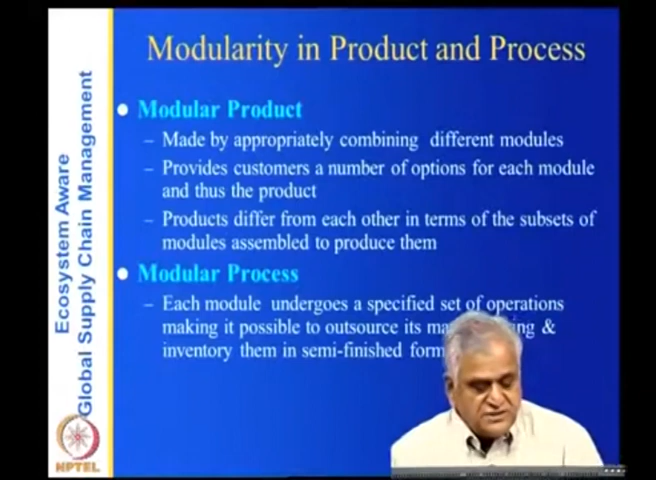 Modularity in Product and Process
Modular Product
– Made by appropriately combining different modules
– Provides customers a number of options for each module
and thus the product
– Products differ from each other in terms of the subsets of
modules assembled to produce them
Modular Process
– Each module undergoes a specified set of operations
making it possible to outsource its &
inventory them in semi-finished form
Ecosystem Aware
Global Supply Chain Management
NPTEL